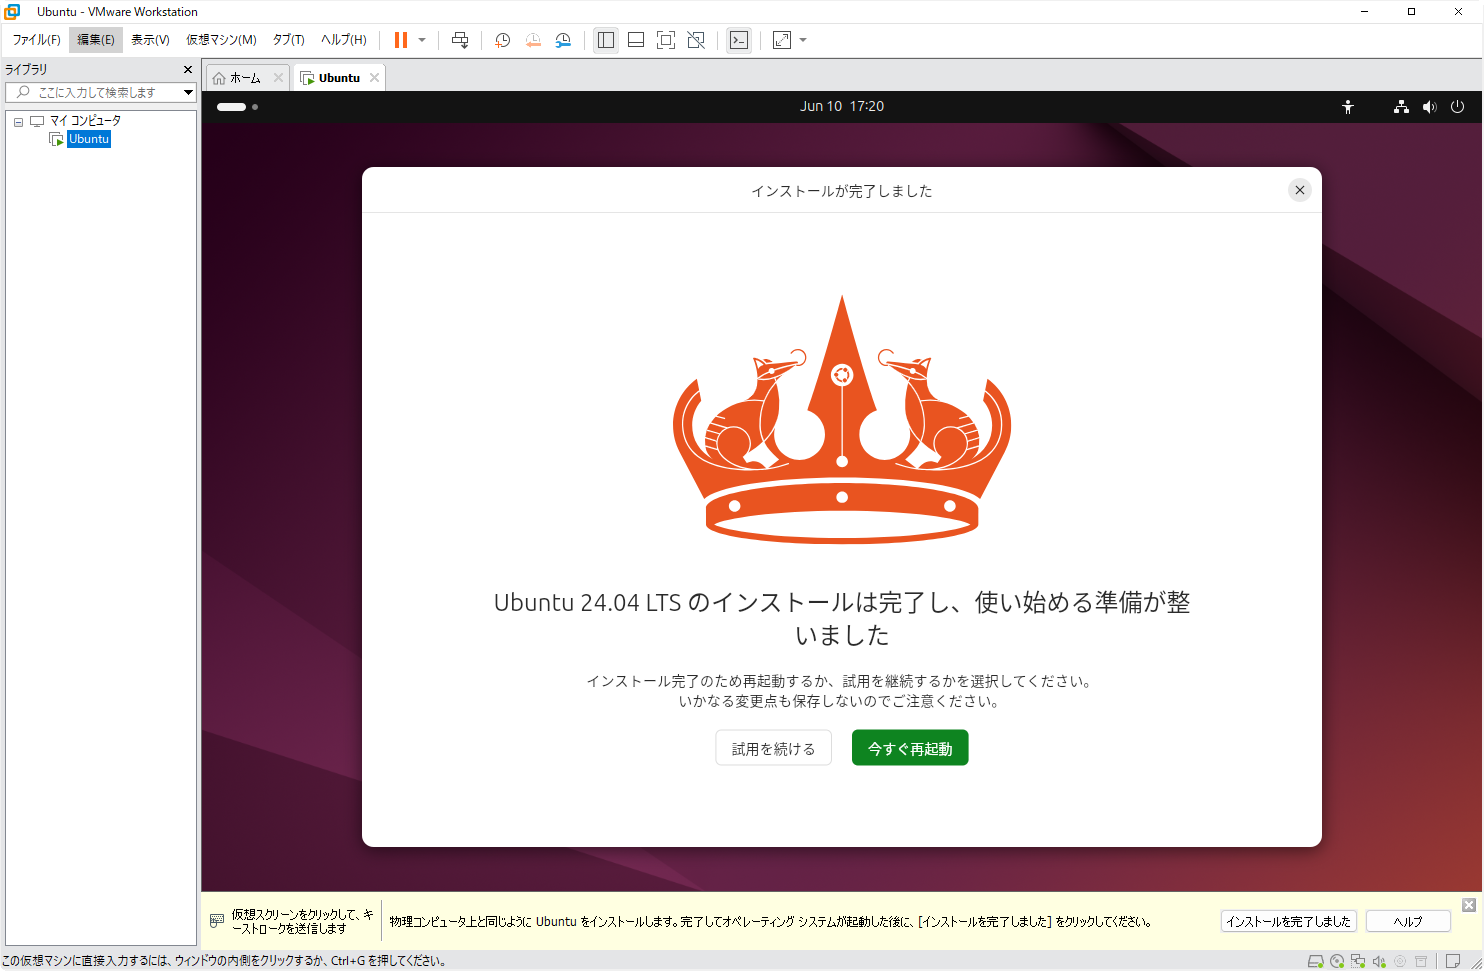 Ubuntu - VMware Workstation
ファイル(F) 編集(E) 表示(V) 仮想マシン(M) タブ(T) ヘルプ(H)
ライブラリ
ホーム Ubuntu
ここに入力して検索します
マイ コンピュータ
Ubuntu
Jun 10 17:20
インストールが完了しました
Ubuntu 24.04 LTS のインストールは完了し、使い始める準備が整
いました
インストール完了のため再起動するか、試用を継続するかを選択してください。
いかなる変更点も保存しないのでご注意ください。
試用を続ける 今すぐ再起動
仮想スクリーンをクリックして、キ
ーストロークを送信します
物理コンピュータ上と同じように Ubuntu をインストールします。完了してオペレーティング システムが起動した後に、[インストールを完了しました] をクリックしてください。
インストールを完了しました ヘルプ
この仮想マシンに直接入力するには、ウィンドウの内側をクリックするか、Ctrl+G を押してください。